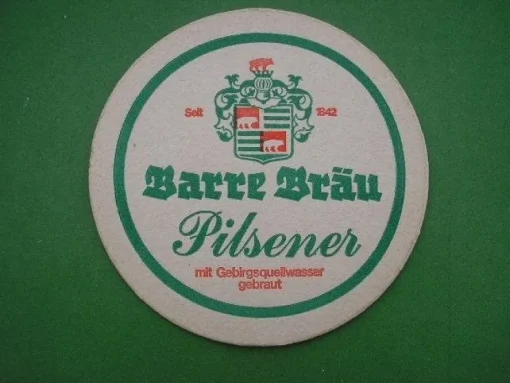 Seit 1842
Barre Bräu
Pilsener
mit Gebirgsquellwasser
gebraut